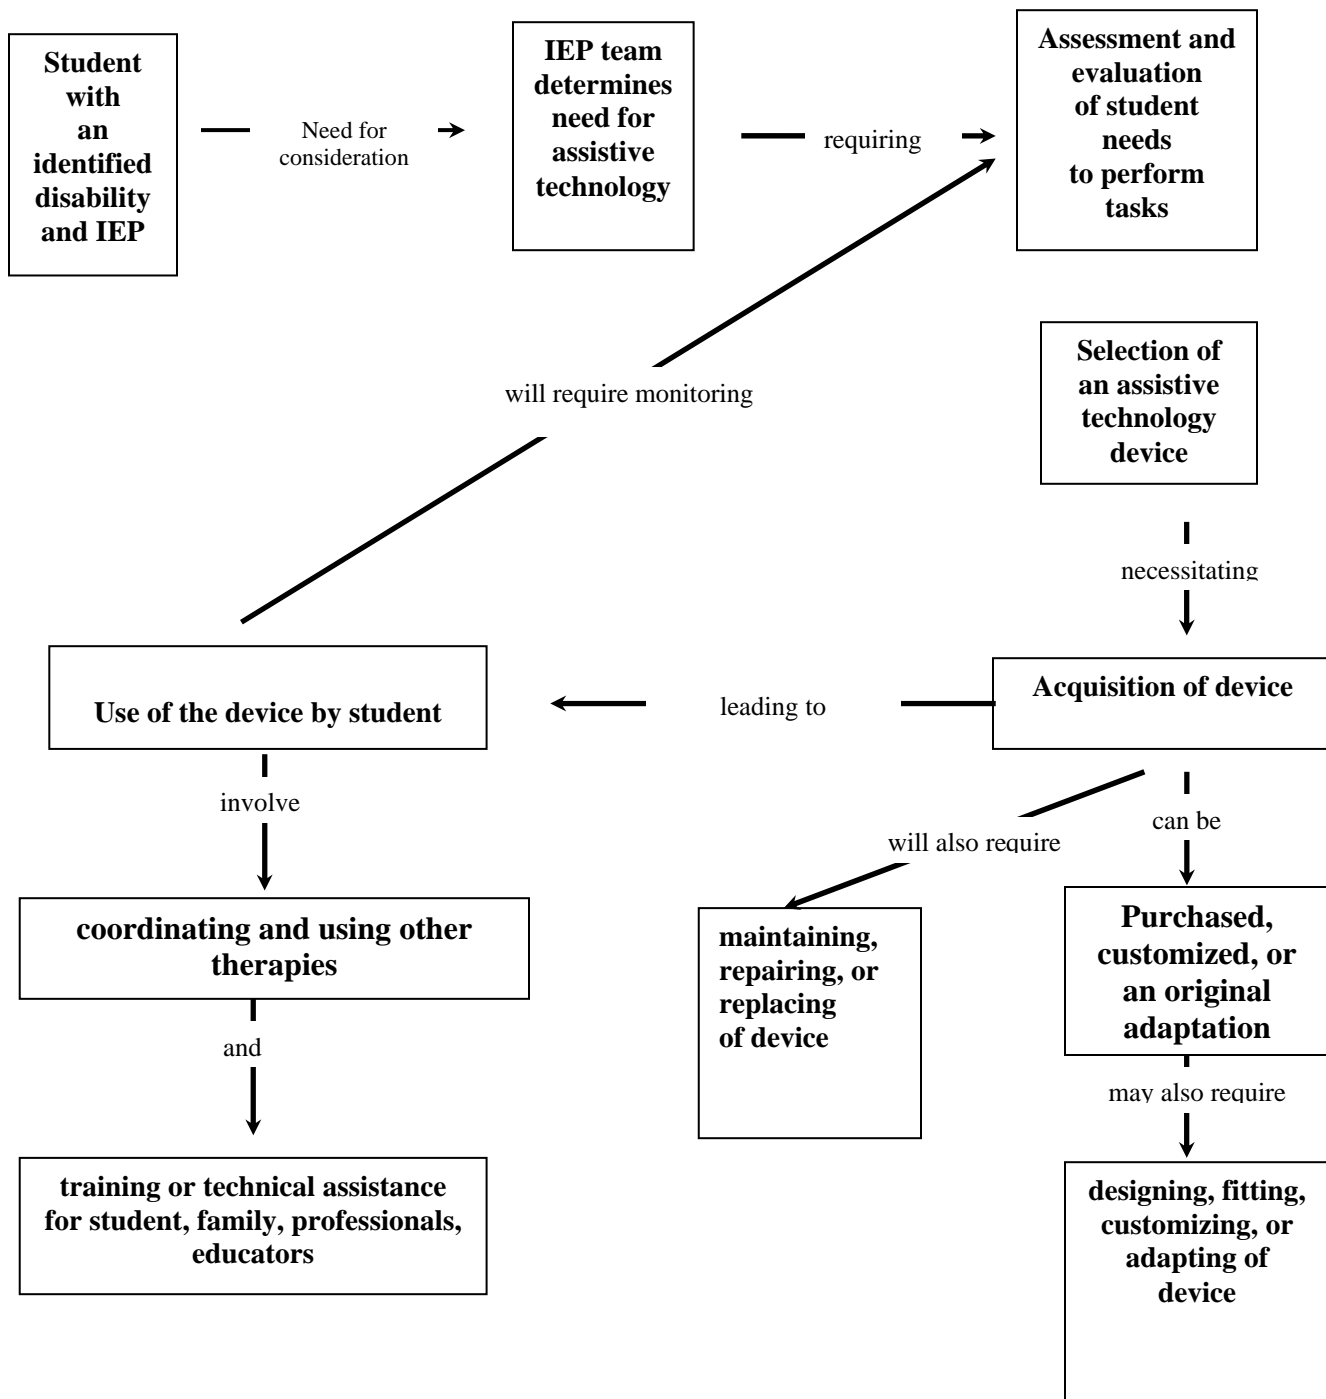 Student
with
an
identified
disability
and IEP
Need for
consideration
IEP team
determines
need for
assistive
technology
requiring
Assessment and
evaluation
of student
needs
to perform
tasks
will require monitoring
Selection of
an assistive
technology
device
necessitating
Acquisition of device
leading to
Use of the device by student
involve
coordinating and using other
therapies
and
training or technical assistance
for student, family, professionals,
educators
will also require
maintaining,
repairing, or
replacing
of device
can be
Purchased,
customized, or
an original
adaptation
may also require
designing, fitting,
customizing, or
adapting of
device